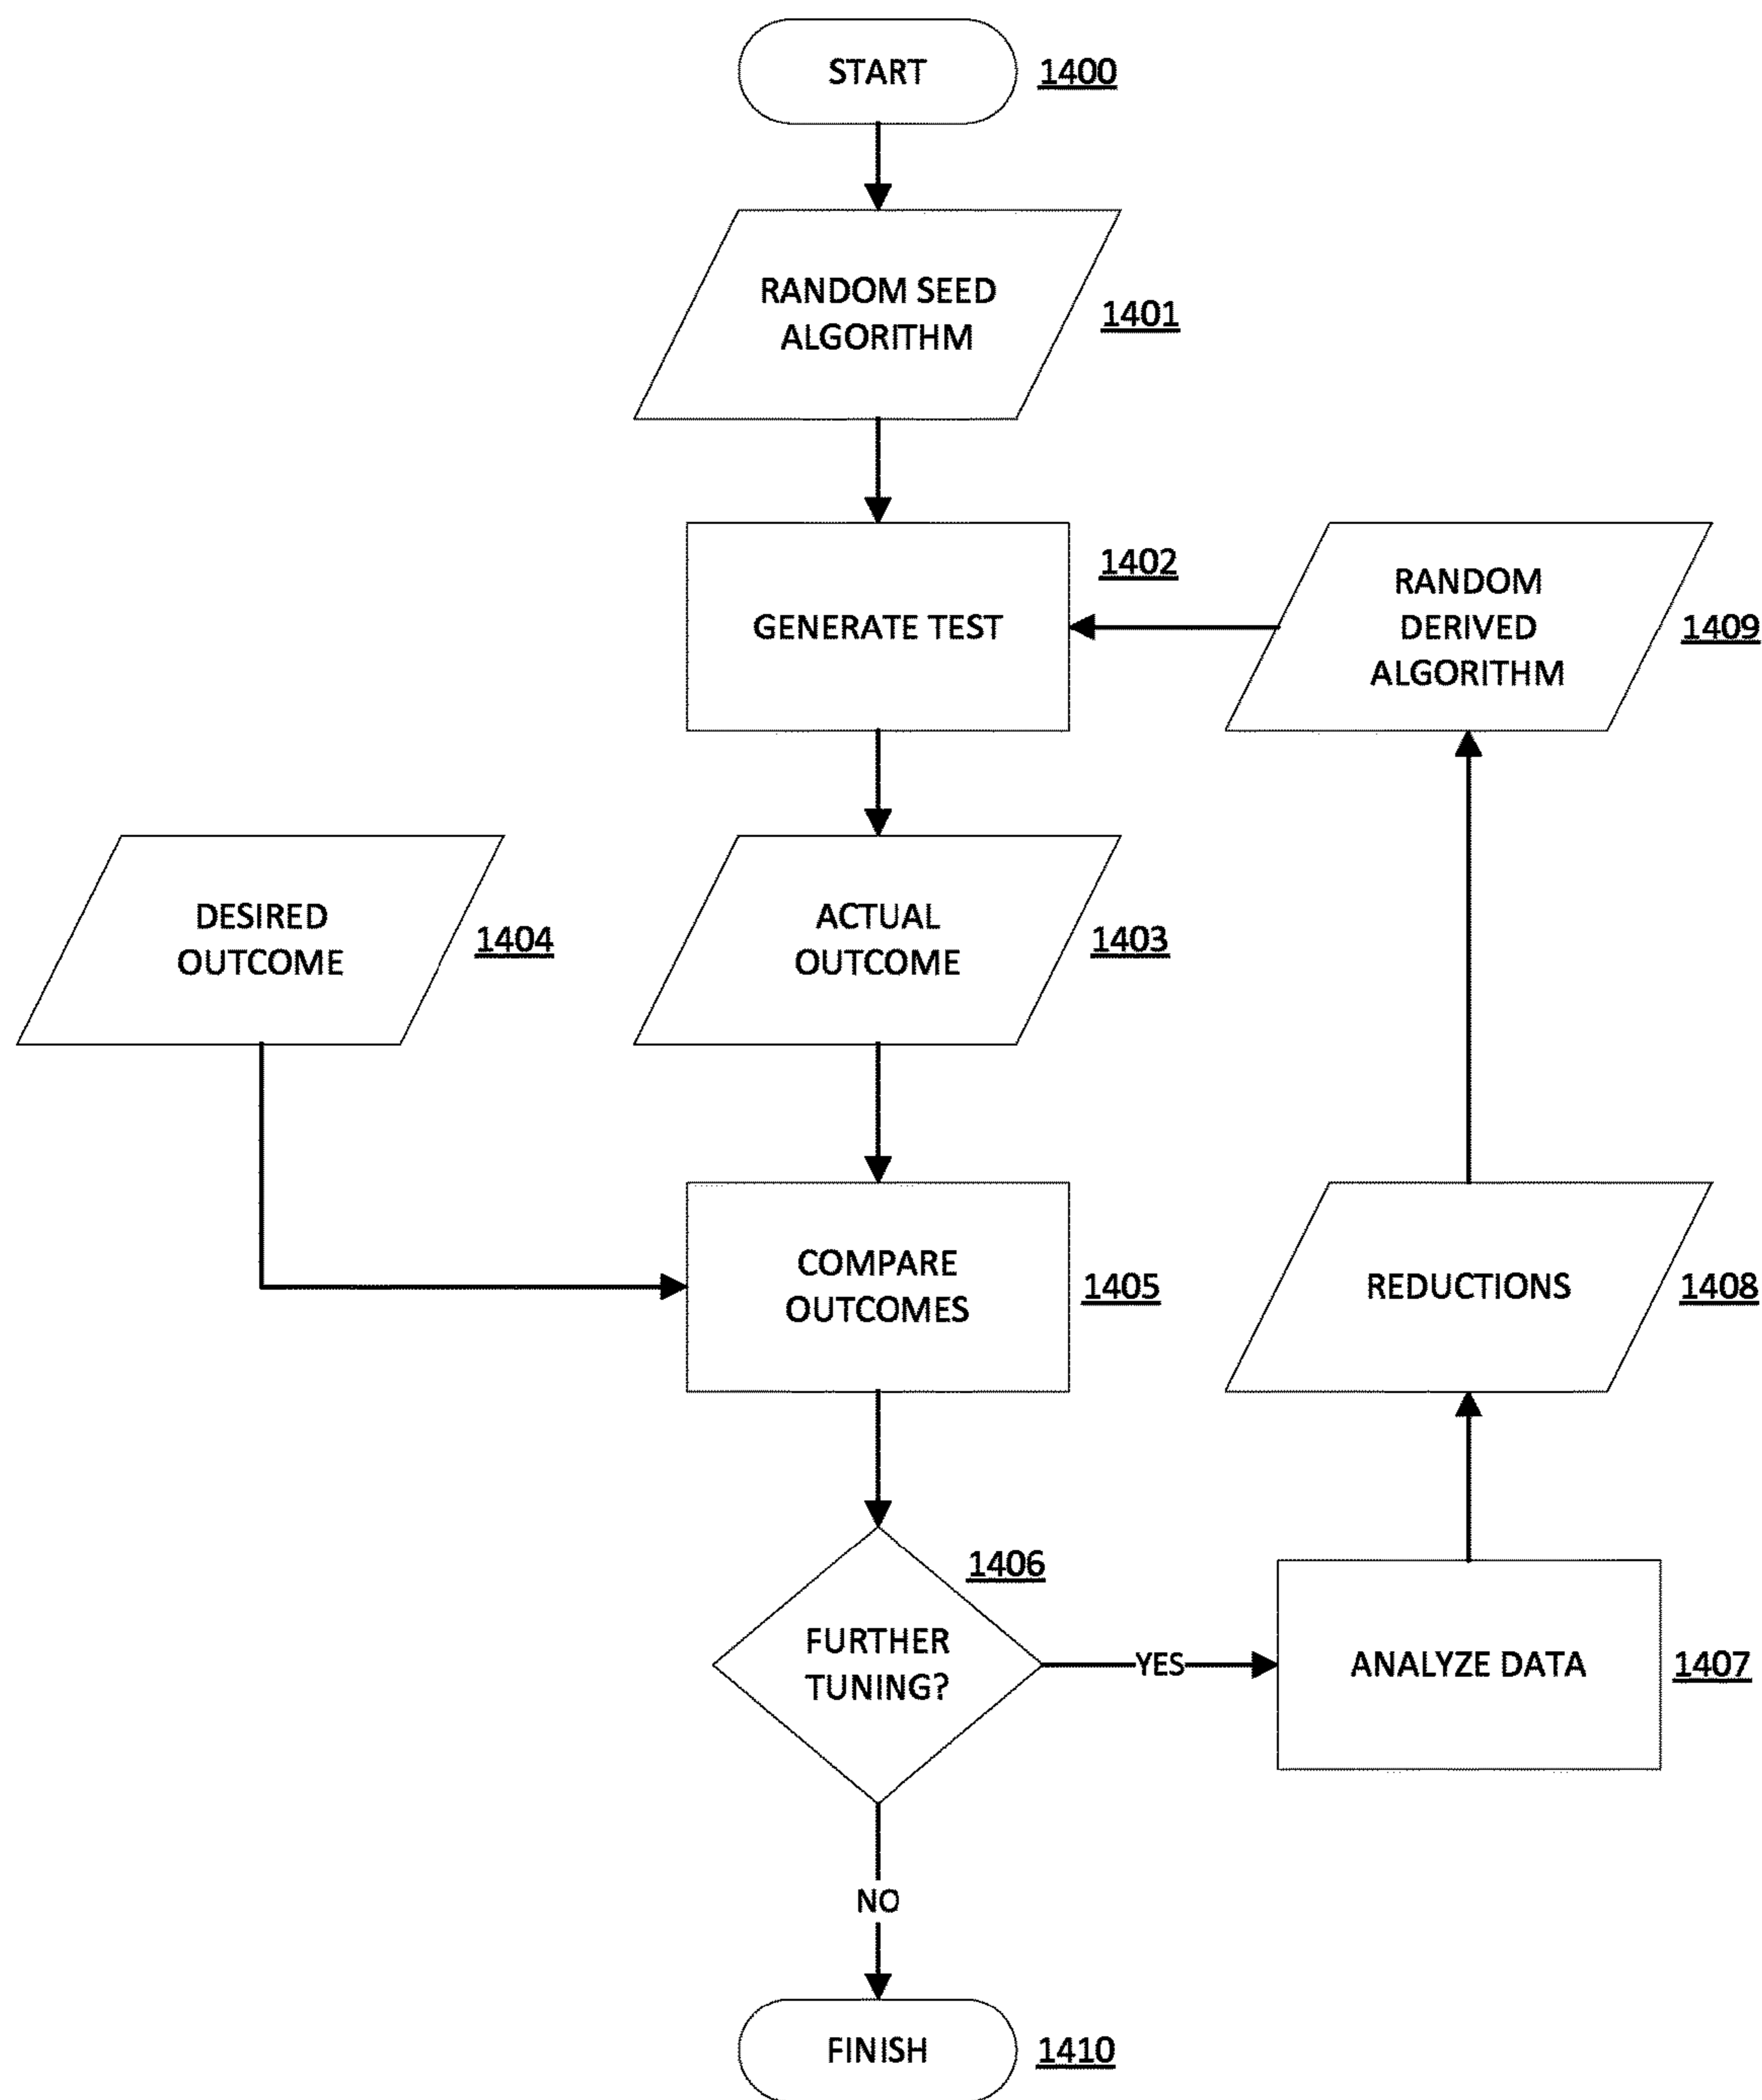 START
1400
RANDOM SEED
ALGORITHM
1401
GENERATE TEST
1402
RANDOM
DERIVED
ALGORITHM
1409
DESIRED
OUTCOME
1404
ACTUAL
OUTCOME
1403
COMPARE
OUTCOMES
1405
REDUCTIONS
1408
FURTHER
TUNING?
1406
YES
ANALYZE DATA
1407
NO
FINISH
1410